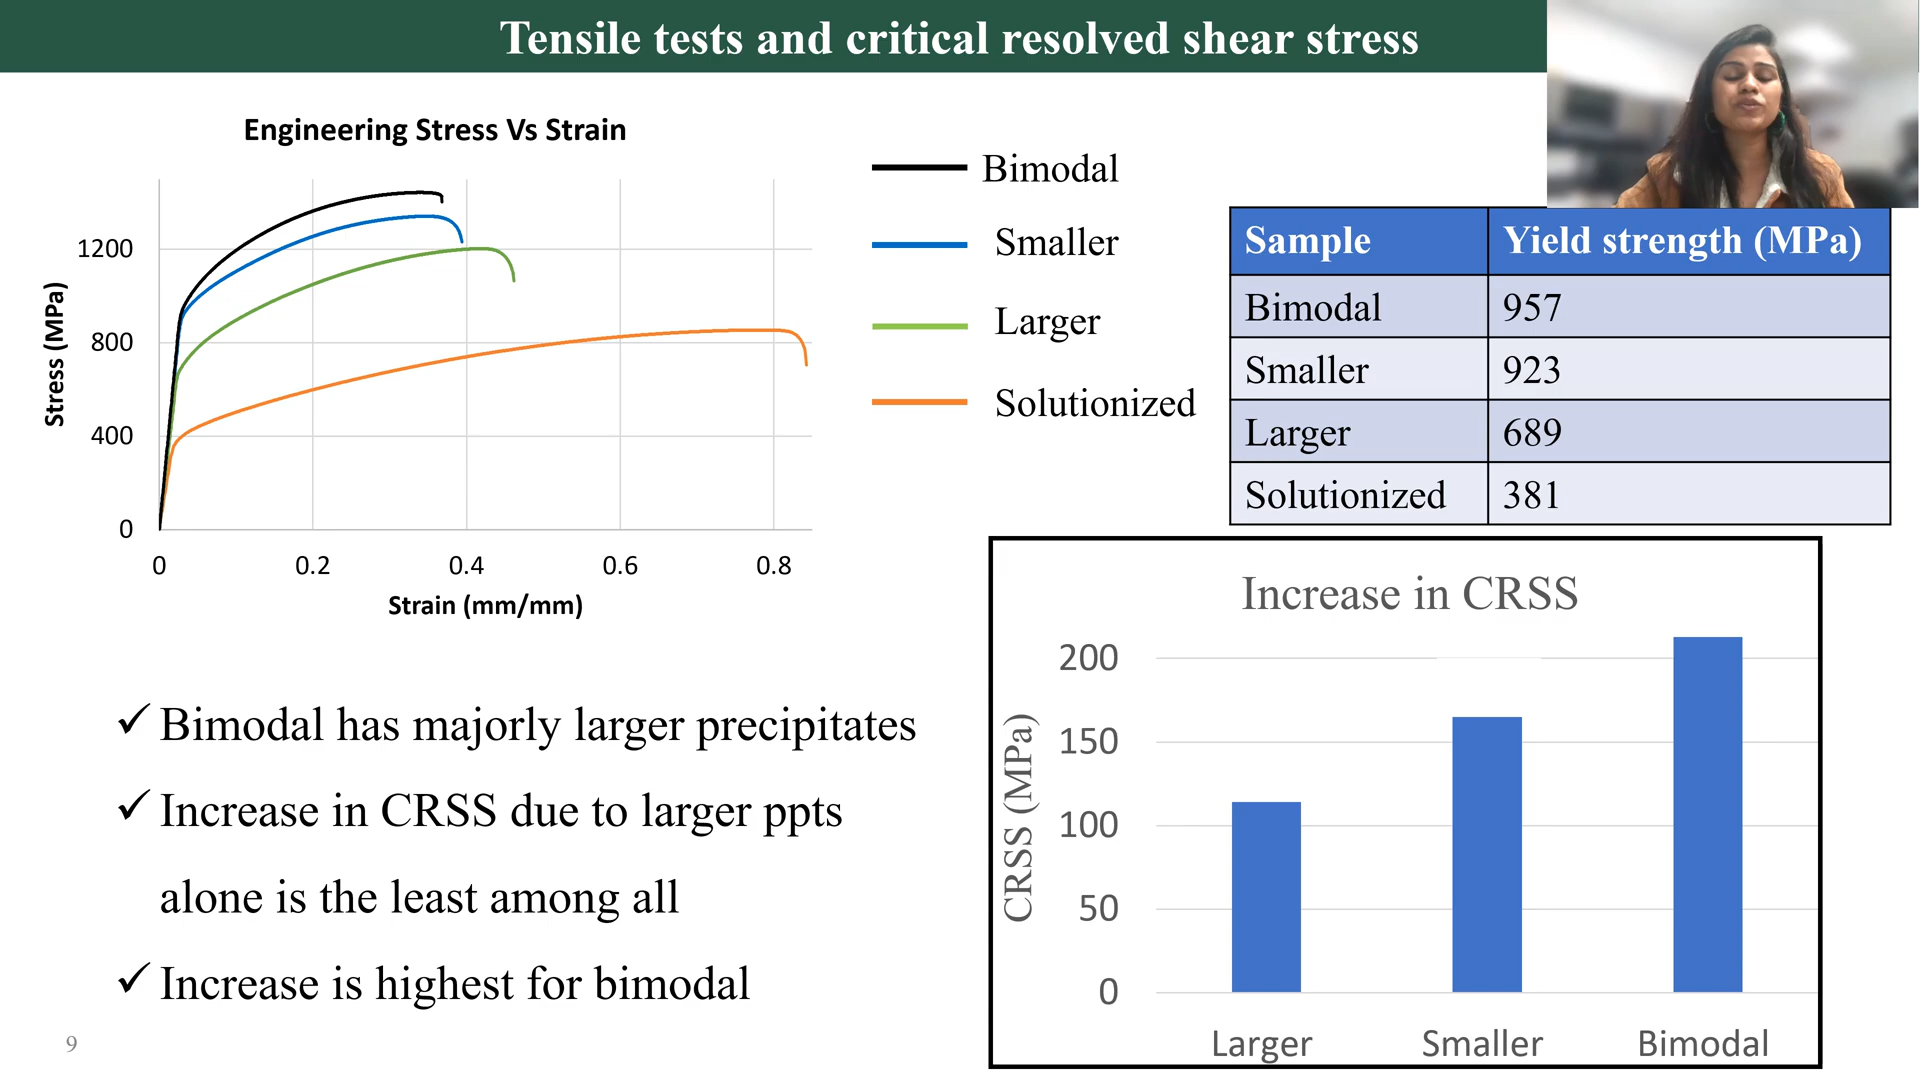 Tensile tests and critical resolved shear stress
Engineering Stress Vs Strain
Stress (MPa)
1200
800
400
0
0 0.2 0.4 0.6 0.8
Strain (mm/mm)
Bimodal
Smaller
Larger
Solutionized
Sample Yield strength (MPa)
Bimodal 957
Smaller 923
Larger 689
Solutionized 381
✓ Bimodal has majorly larger precipitates
✓ Increase in CRSS due to larger ppts
alone is the least among all
✓ Increase is highest for bimodal
Increase in CRSS
CRSS (MPa)
200
150
100
50
0
Larger Smaller Bimodal
9